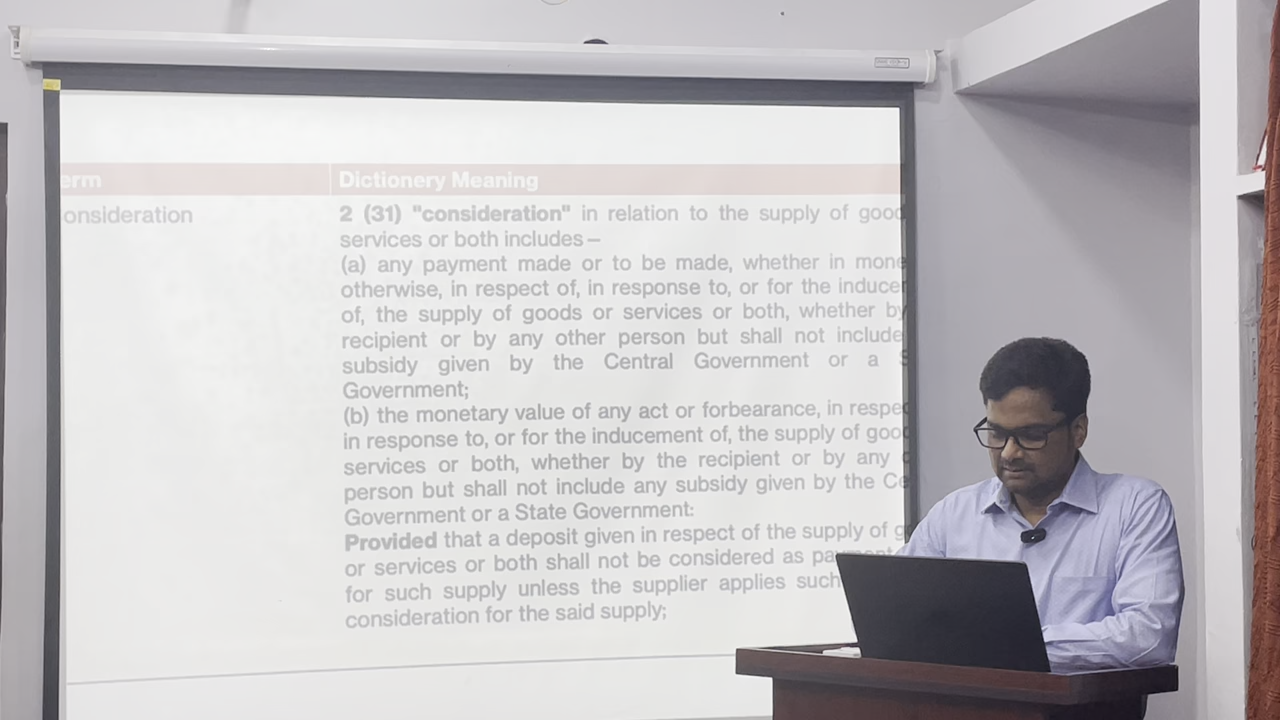 erm
Dictionery Meaning
onsideration
2 (31) "consideration" in relation to the supply of good
services or both includes –
(a) any payment made or to be made, whether in mone
otherwise, in respect of, in response to, or for the inducer
of, the supply of goods or services or both, whether by
recipient or by any other person but shall not include
subsidy given by the Central Government or a S
Government;
(b) the monetary value of any act or forbearance, in respec
in response to, or for the inducement of, the supply of good
services or both, whether by the recipient or by any
person but shall not include any subsidy given by the Ce
Government or a State Government:
Provided that a deposit given in respect of the supply of g
or services or both shall not be considered as payment
for such supply unless the supplier applies such
consideration for the said supply;